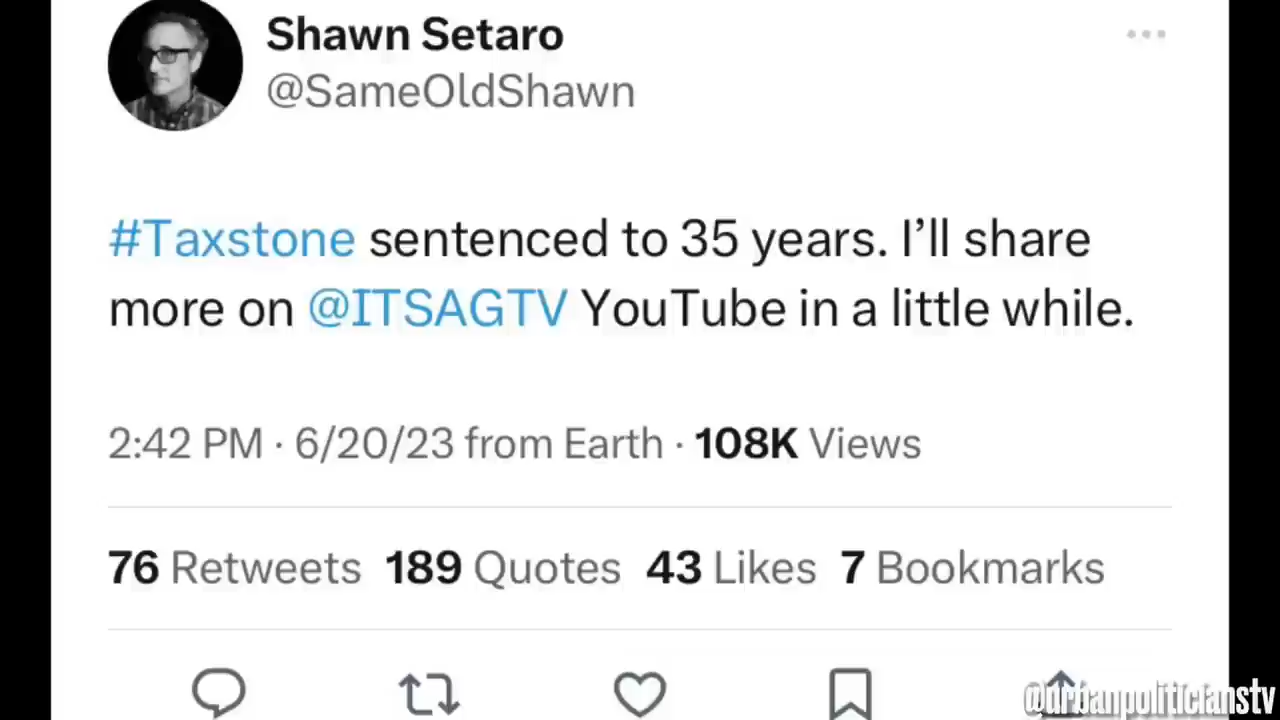 Shawn Setaro
@SameOldShawn
#Taxstone sentenced to 35 years. I’ll share
more on @ITSAGTV YouTube in a little while.
2:42 PM · 6/20/23 from Earth · 108K Views
76 Retweets 189 Quotes 43 Likes 7 Bookmarks
@urbanpoliticianstv